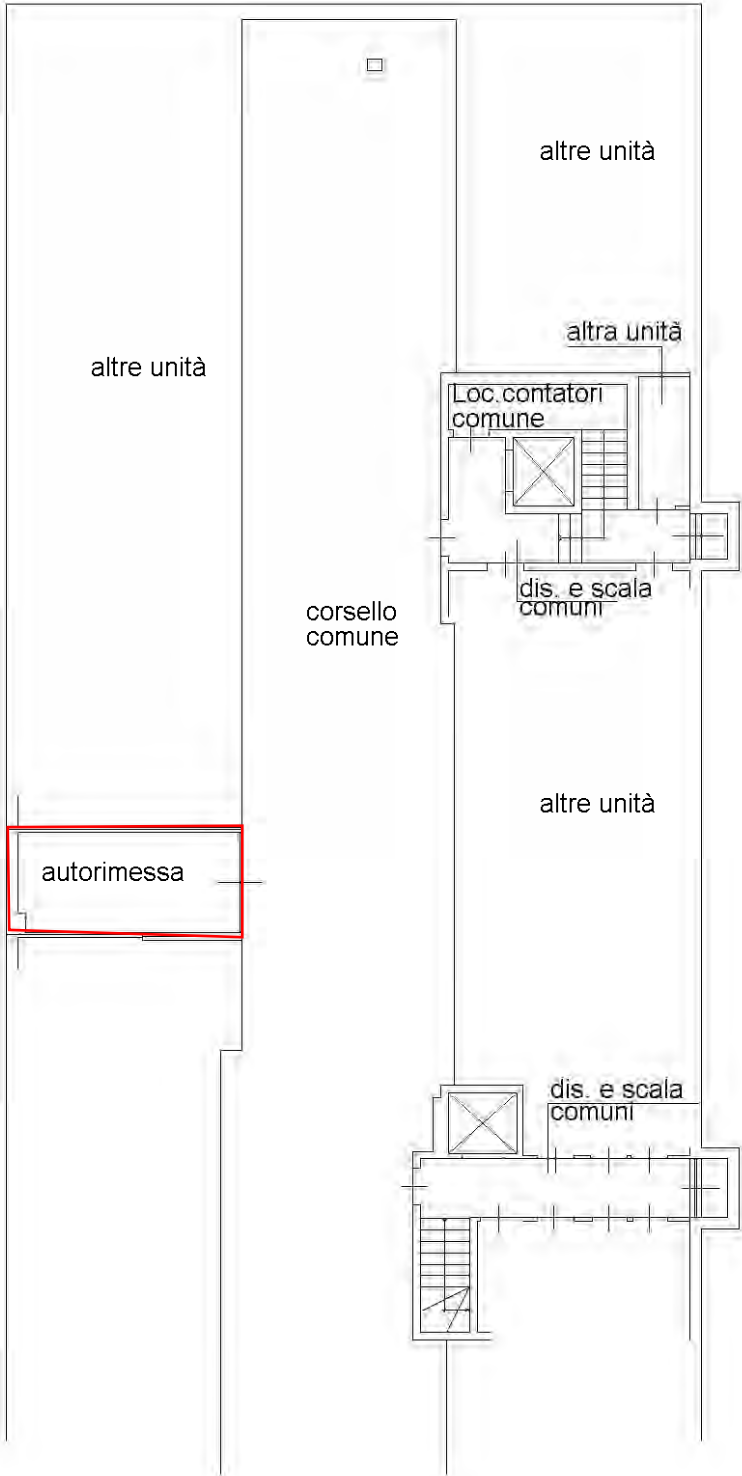 altre unità
altra unità
altre unità
Loc.contatori
comune
dis. e scala
comuni
corsello
comune
altre unità
autorimessa
dis. e scala
comuni